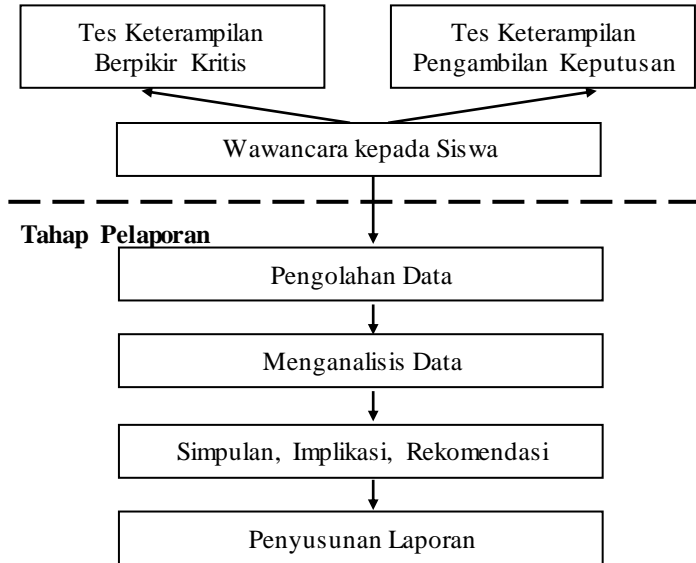 Tes Keterampilan
Berpikir Kritis
Tes Keterampilan
Pengambilan Keputusan
Wawancara kepada Siswa
Tahap Pelaporan
Pengolahan Data
Menganalisis Data
Simpulan, Implikasi, Rekomendasi
Penyusunan Laporan